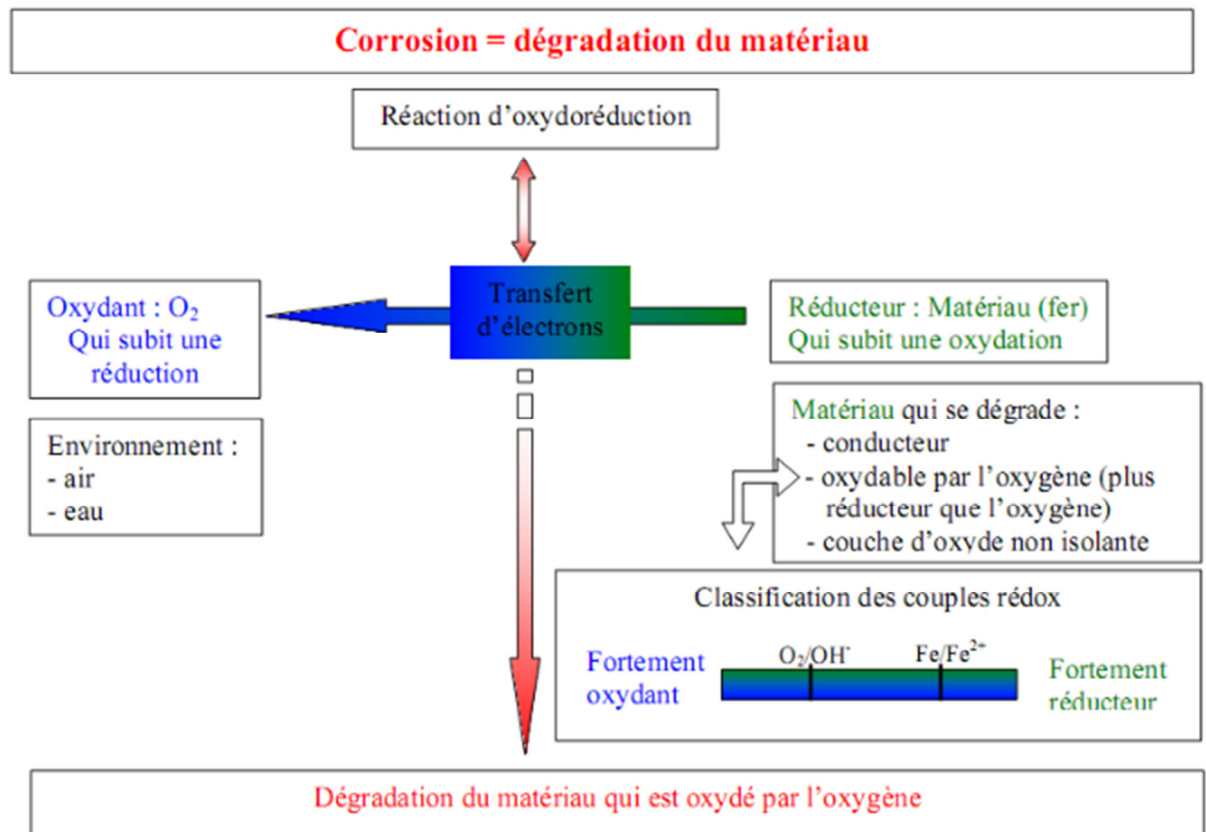 Corrosion = dégradation du matériau
Réaction d'oxydoréduction
Transfert
d'électrons
Oxydant : O₂
Qui subit une
réduction
Réducteur : Matériau (fer)
Qui subit une oxydation
Environnement :
- air
- eau
Matériau qui se dégrade :
- conducteur
- oxydable par l'oxygène (plus
réducteur que l'oxygène)
- couche d'oxyde non isolante
Classification des couples rédox
Fortement
oxydant
O₂/OH⁻
Fe/Fe²⁺
Fortement
réducteur
Dégradation du matériau qui est oxydé par l'oxygène